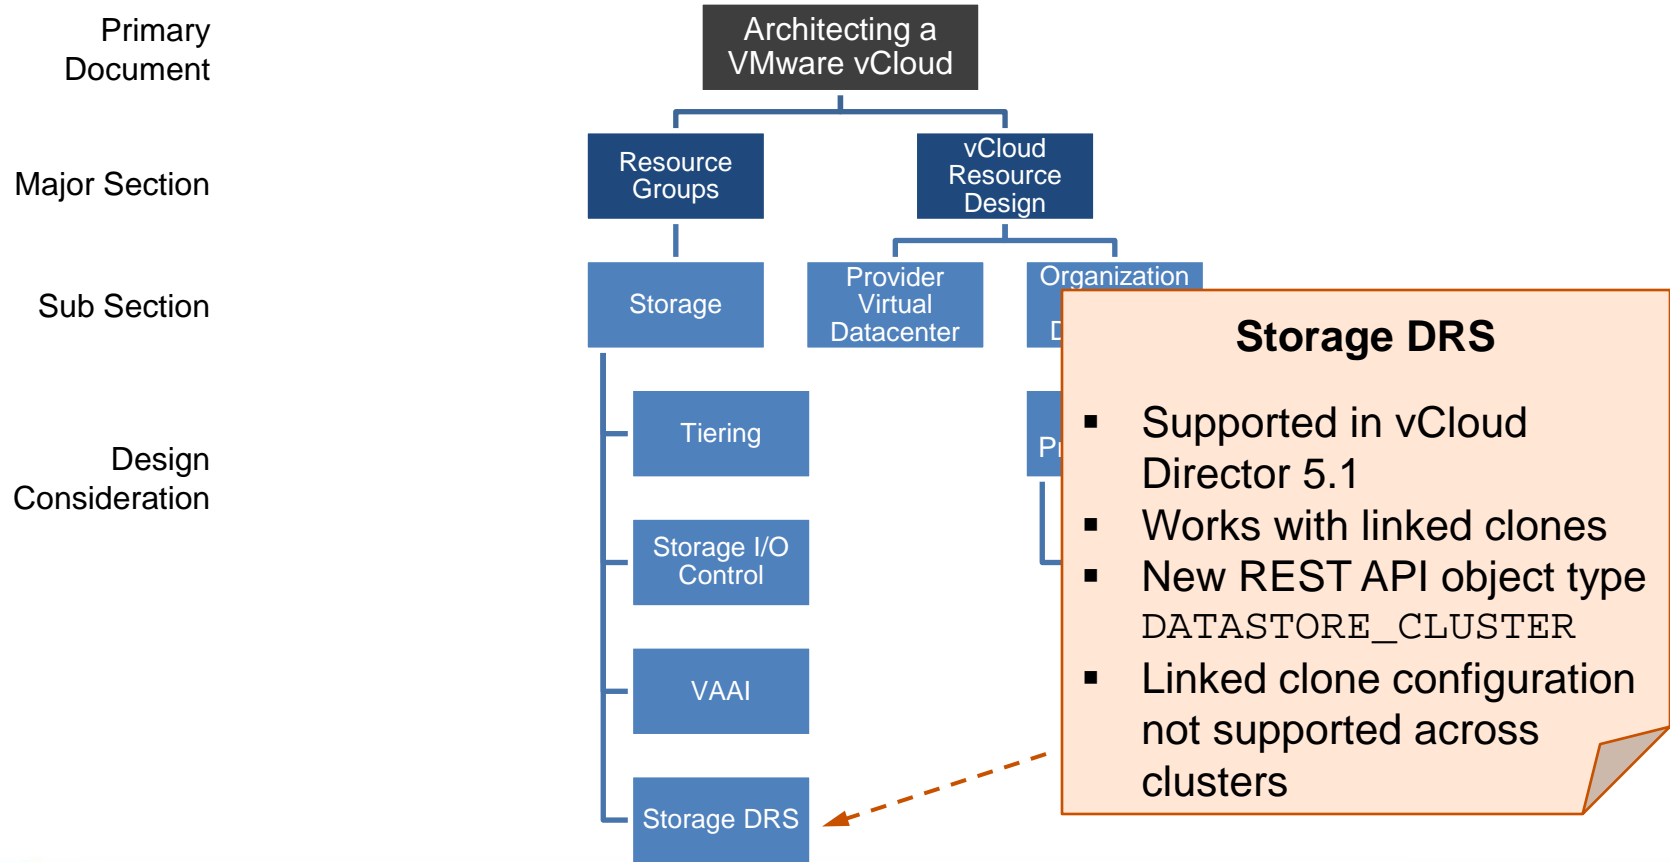 Primary
Document
Architecting a
VMware vCloud
Major Section
Resource
Groups
vCloud
Resource
Design
Sub Section
Storage
Provider
Virtual
Datacenter
Organization
Design
Consideration
Tiering
Storage I/O
Control
VAAI
Storage DRS
Storage DRS
▪ Supported in vCloud
Director 5.1
▪ Works with linked clones
▪ New REST API object type
DATASTORE_CLUSTER
▪ Linked clone configuration
not supported across
clusters